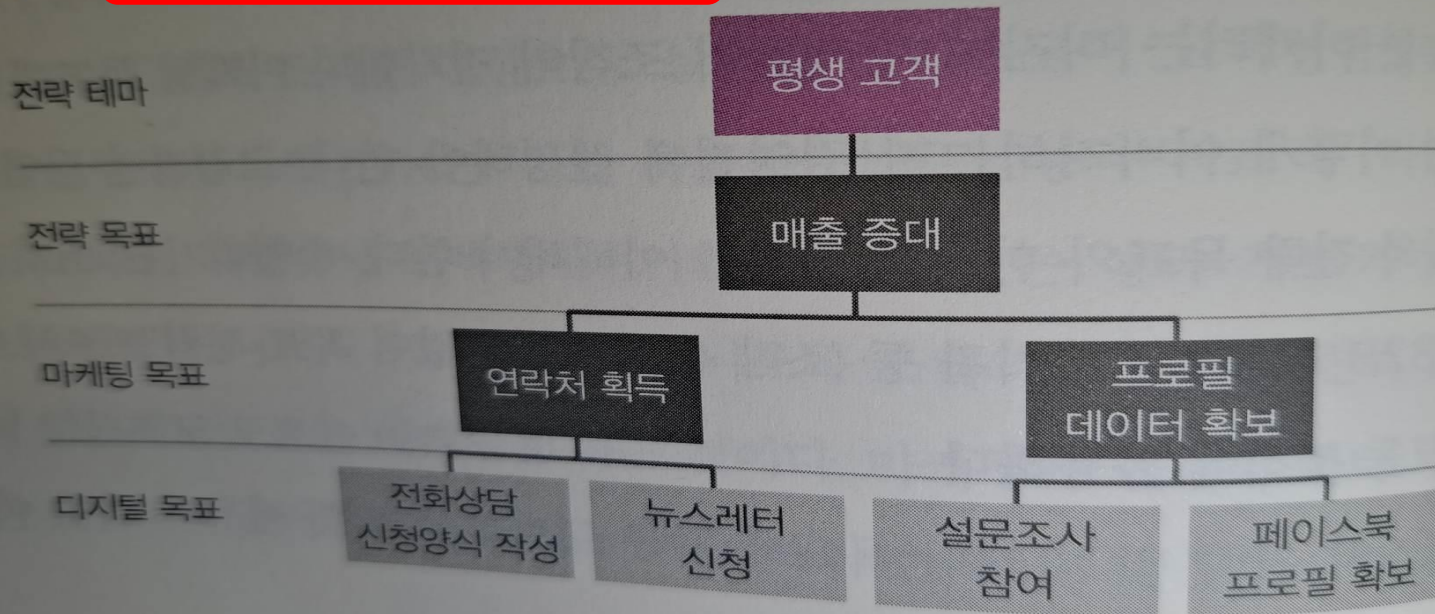 전략 테마
평생 고객
전략 목표
매출 증대
마케팅 목표
연락처 획득
프로필
데이터 확보
디지털 목표
전화상담
신청양식 작성
뉴스레터
신청
설문조사
참여
페이스북
프로필 확보